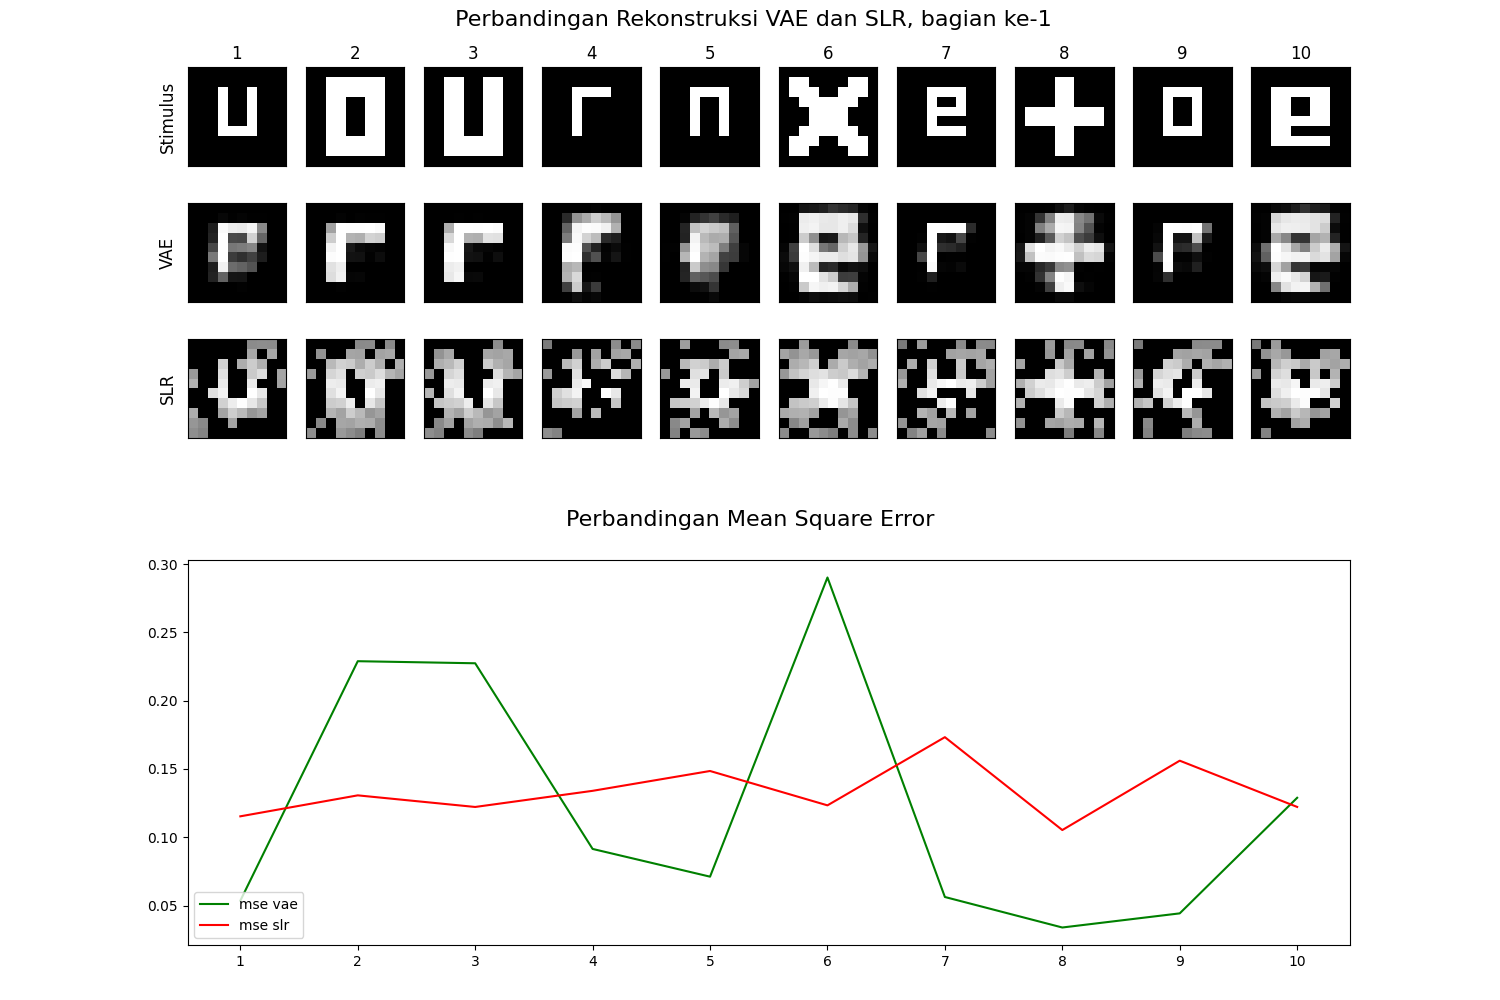 Perbandingan Rekonstruksi VAE dan SLR, bagian ke-1
1 2 3 4 5 6 7 8 9 10
Stimulus
VAE
SLR
Perbandingan Mean Square Error
0.30
0.25
0.20
0.15
0.10
0.05
mse vae
mse slr
1 2 3 4 5 6 7 8 9 10